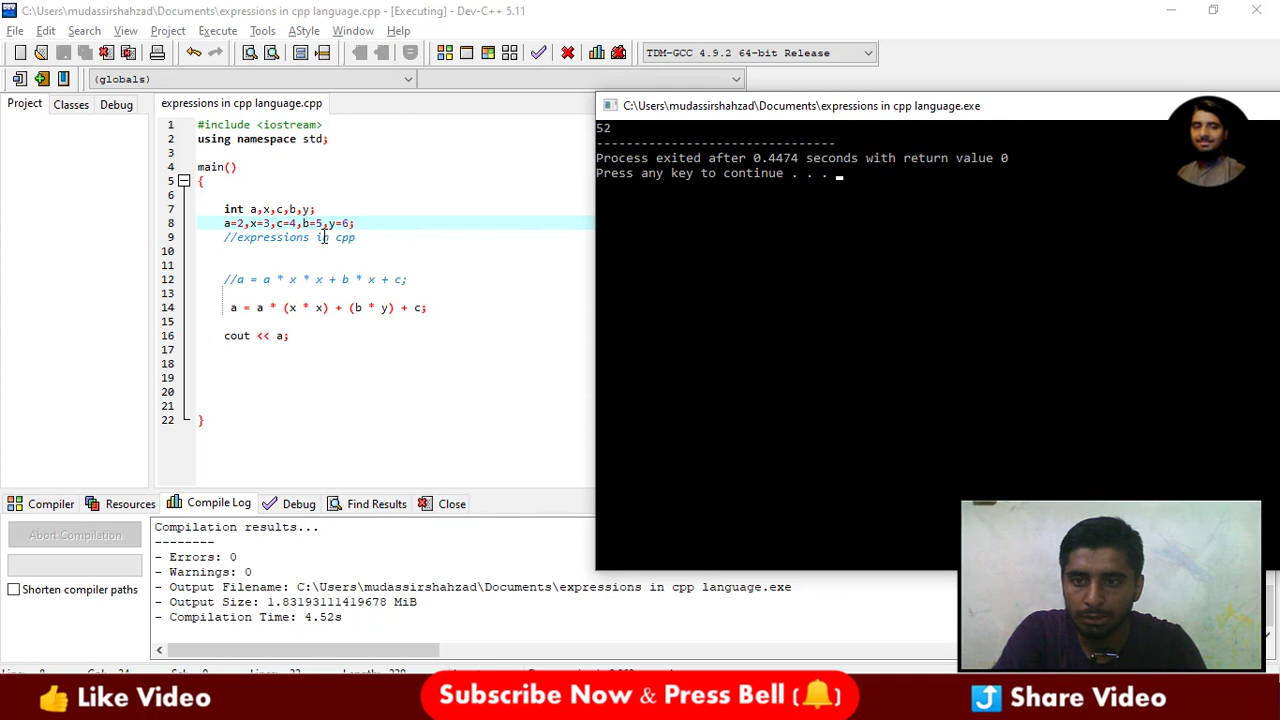 C:\Users\mudassirshahzad\Documents\expressions in cpp language.cpp - [Executing] - Dev-C++ 5.11
File Edit Search View Project Execute Tools AStyle Window Help
TDM-GCC 4.9.2 64-bit Release
(globals)
Project Classes Debug expressions in cpp language.cpp
1 #include <iostream>
2 using namespace std;
3
4 main()
5 {
6
7 int a,x,c,b,y;
8 a=2,x=3,c=4,b=5,y=6;
9 //expressions in cpp
10
11
12 //a = a * x * x + b * x + c;
13
14 a = a * (x * x) + (b * y) + c;
15
16 cout << a;
17
18
19
20
21
22 }
C:\Users\mudassirshahzad\Documents\expressions in cpp language.exe
52
--------------------------------
Process exited after 0.4474 seconds with return value 0
Press any key to continue . . .
Compiler Resources Compile Log Debug Find Results Close
Abort Compilation
Shorten compiler paths
Compilation results...
--------
- Errors: 0
- Warnings: 0
- Output Filename: C:\Users\mudassirshahzad\Documents\expressions in cpp language.exe
- Output Size: 1.83193111419678 MiB
- Compilation Time: 4.52s
Like Video
Subscribe Now & Press Bell ( )
Share Video